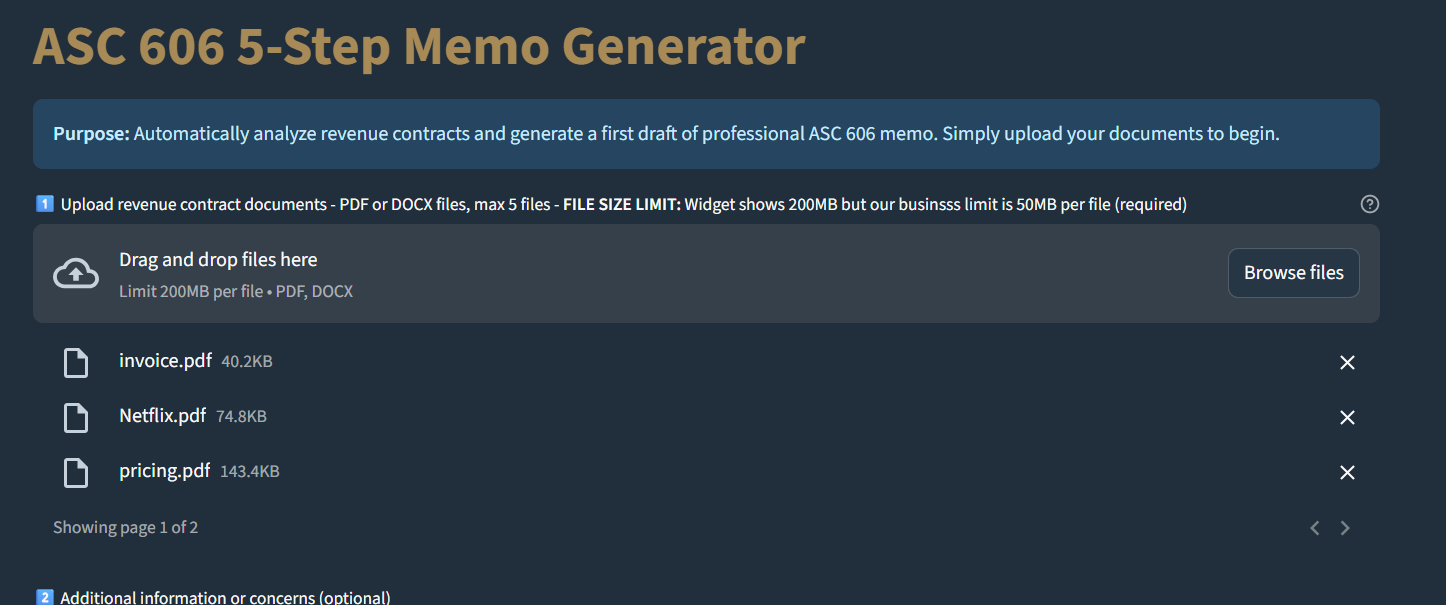 ASC 606 5-Step Memo Generator
Purpose: Automatically analyze revenue contracts and generate a first draft of professional ASC 606 memo. Simply upload your documents to begin.
1 Upload revenue contract documents - PDF or DOCX files, max 5 files - FILE SIZE LIMIT: Widget shows 200MB but our businsss limit is 50MB per file (required)
Drag and drop files here
Limit 200MB per file • PDF, DOCX
Browse files
invoice.pdf 40.2KB
Netflix.pdf 74.8KB
pricing.pdf 143.4KB
Showing page 1 of 2
2 Additional information or concerns (optional)